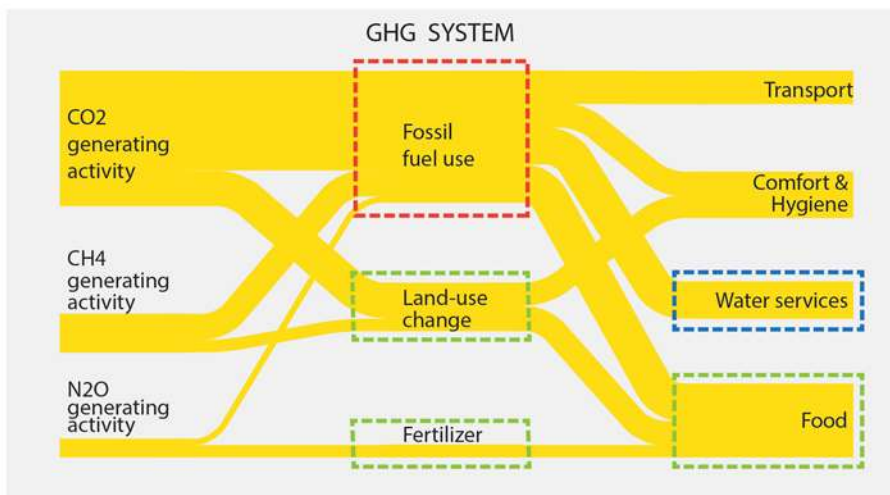 GHG SYSTEM
CO2
generating
activity
CH4
generating
activity
N2O
generating
activity
Fossil
fuel use
Land-use
change
Fertilizer
Transport
Comfort &
Hygiene
Water services
Food